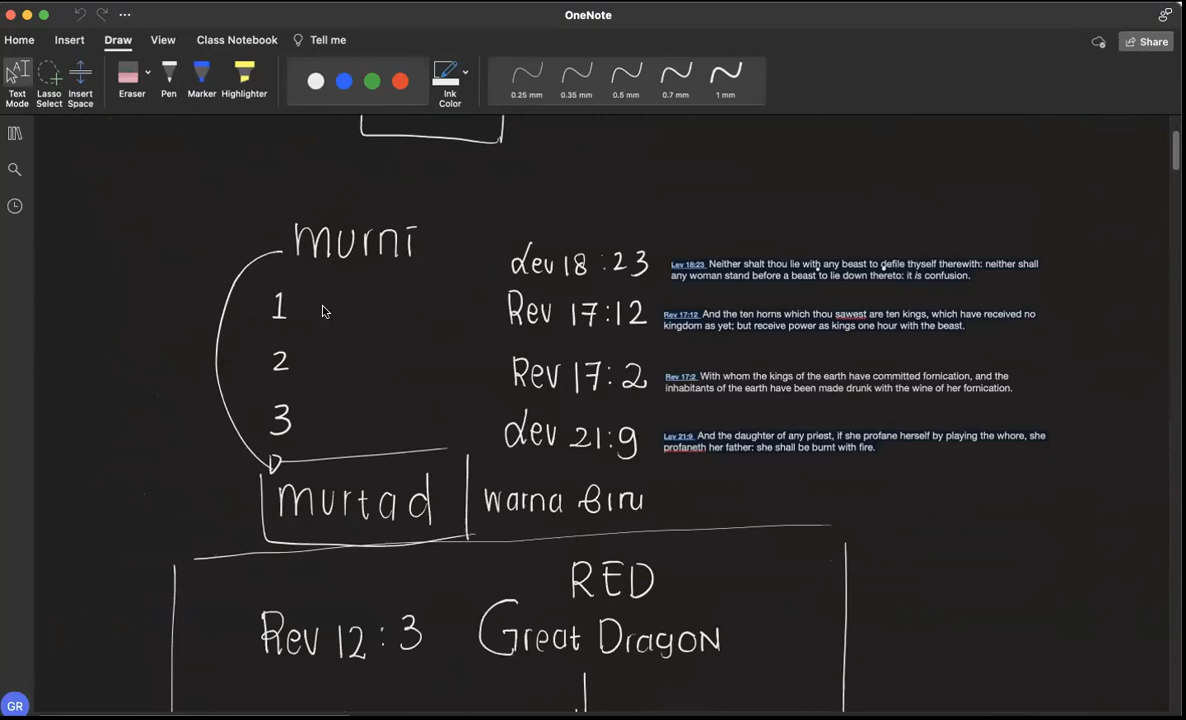 OneNote
Home Insert Draw View Class Notebook Tell me
Share
Text Mode
Lasso Select
Insert Space
Eraser
Pen
Marker
Highlighter
Ink Color
0.25 mm
0.35 mm
0.5 mm
0.7 mm
1 mm
murni
1
2
3
murtad
warna biru
Lev 18:23
Lev 18:23 Neither shalt thou lie with any beast to defile thyself therewith: neither shall
any woman stand before a beast to lie down thereto: it is confusion.
Rev 17:12
Rev 17:12 And the ten horns which thou sawest are ten kings, which have received no
kingdom as yet; but receive power as kings one hour with the beast.
Rev 17:2
Rev 17:2 With whom the kings of the earth have committed fornication, and the
inhabitants of the earth have been made drunk with the wine of her fornication.
Lev 21:9
Lev 21:9 And the daughter of any priest, if she profane herself by playing the whore, she
profaneth her father: she shall be burnt with fire.
RED
Rev 12:3 Great Dragon
GR